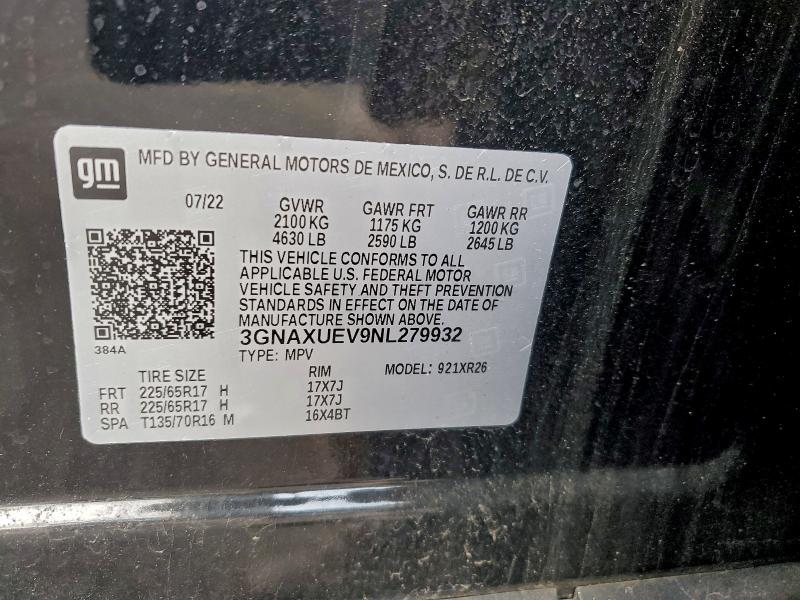 gm
MFD BY GENERAL MOTORS DE MEXICO, S. DE R.L. DE C.V.
07/22 GVWR GAWR FRT GAWR RR
2100 KG 1175 KG 1200 KG
4630 LB 2590 LB 2645 LB
THIS VEHICLE CONFORMS TO ALL
APPLICABLE U.S. FEDERAL MOTOR
VEHICLE SAFETY AND THEFT PREVENTION
STANDARDS IN EFFECT ON THE DATE OF
MANUFACTURE SHOWN ABOVE.
384A 3GNAXUEV9NL279932
TYPE: MPV MODEL: 921XR26
TIRE SIZE RIM
FRT 225/65R17 H 17X7J
RR 225/65R17 H 17X7J
SPA T135/70R16 M 16X4BT